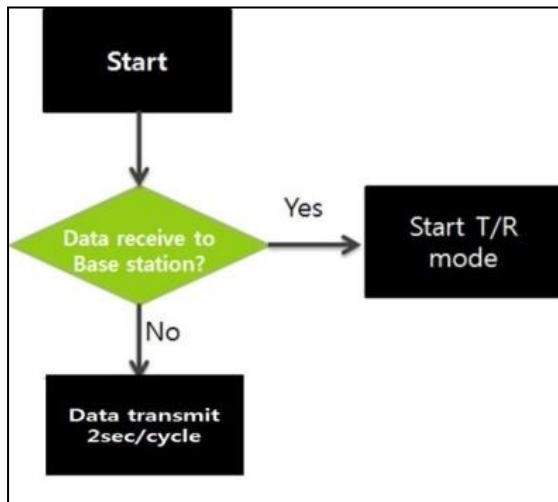 Start
Data receive to
Base station?
Yes
Start T/R
mode
No
Data transmit
2sec/cycle